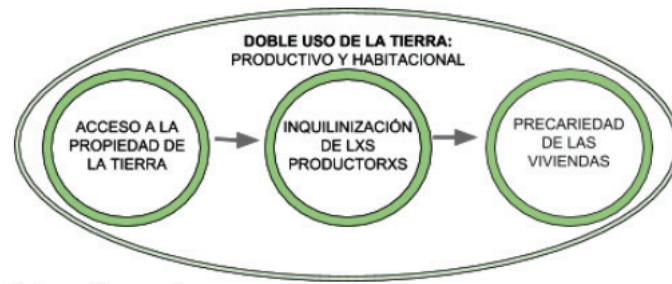 DOBLE USO DE LA TIERRA:
PRODUCTIVO Y HABITACIONAL
ACCESO A LA
PROPIEDAD DE
LA TIERRA
INQUILINIZACIÓN
DE LXS
PRODUCTORXS
PRECARIEDAD
DE LAS
VIVIENDAS